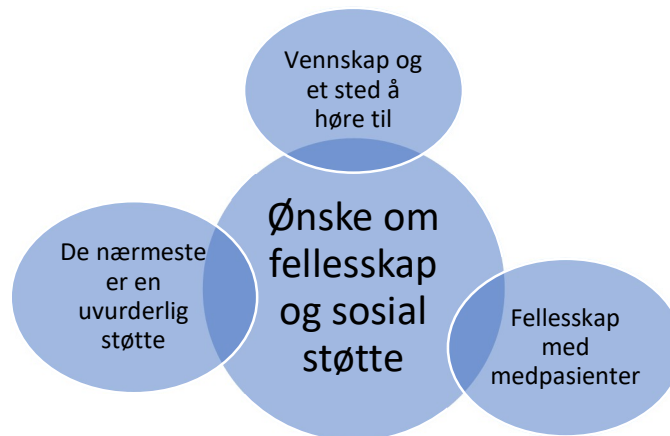 Vennskap og
et sted å
høre til
Ønske om
fellesskap
og sosial
støtte
De nærmeste
er en
uvurderlig
støtte
Fellesskap
med
medpasienter